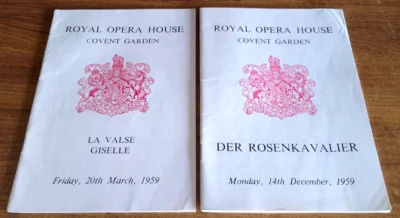 ROYAL OPERA HOUSE
COVENT GARDEN
LA VALSE
GISELLE
Friday, 20th March, 1959
ROYAL OPERA HOUSE
COVENT GARDEN
DER ROSENKAVALIER
Monday, 14th December, 1959